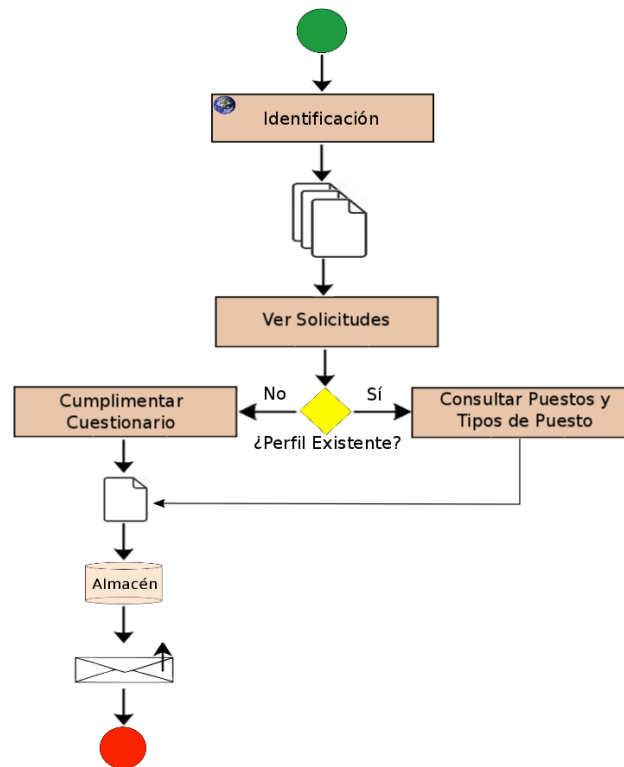 Identificación
Ver Solicitudes
No
Sí
Cumplimentar
Cuestionario
Consultar Puestos y
Tipos de Puesto
¿Perfil Existente?
Almacén